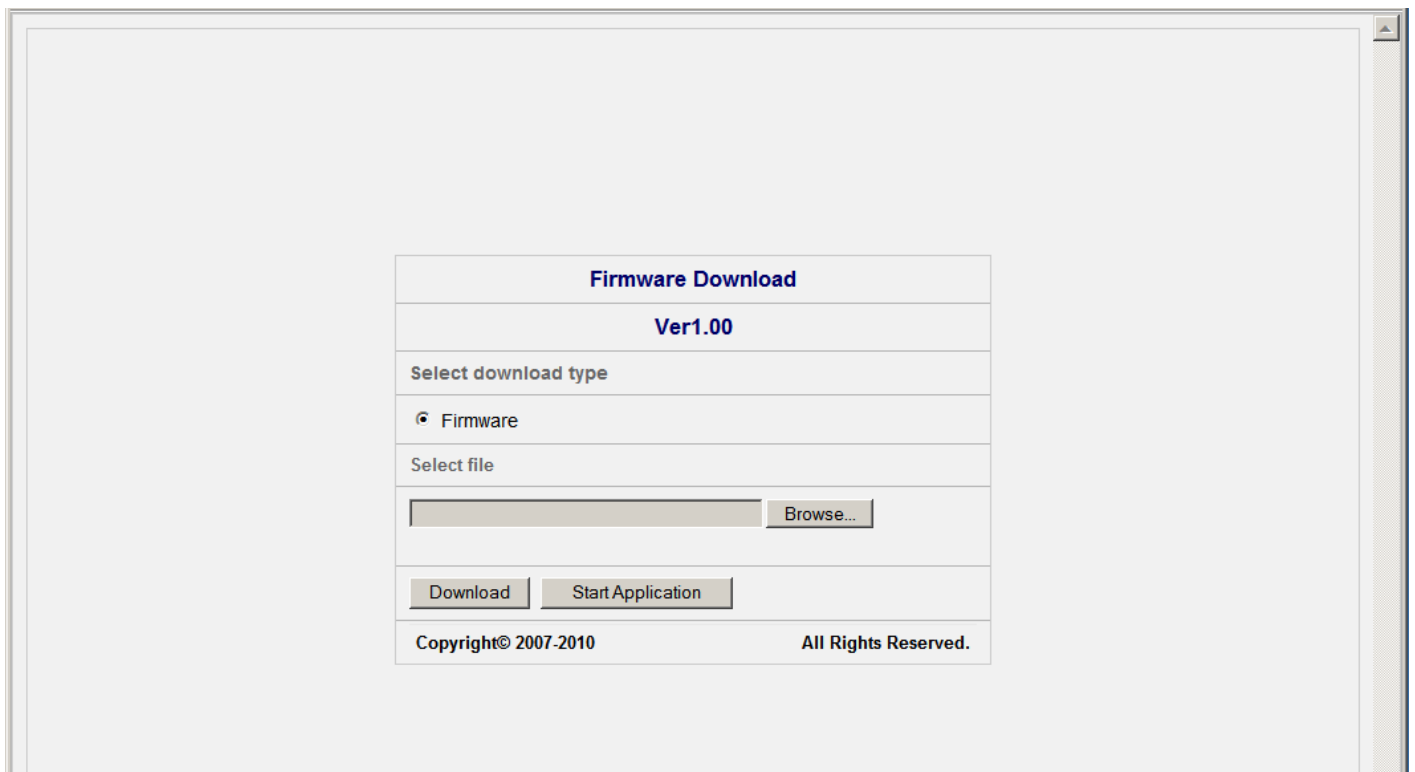 Firmware Download
Ver1.00
Select download type
Firmware
Select file
Browse...
Download Start Application
Copyright© 2007-2010 All Rights Reserved.